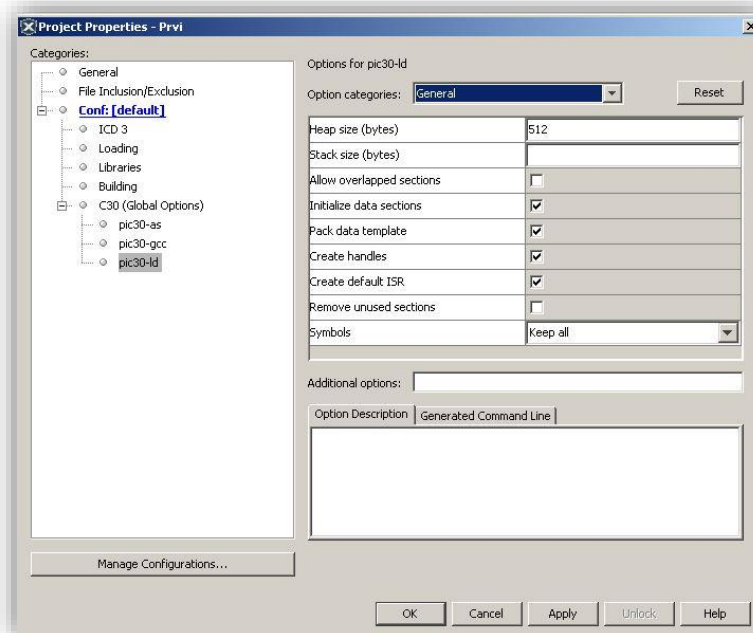 Project Properties - Prvi
Categories:
General
File Inclusion/Exclusion
Conf: [default]
ICD 3
Loading
Libraries
Building
C30 (Global Options)
pic30-as
pic30-gcc
pic30-ld
Manage Configurations...
Options for pic30-ld
Option categories: General Reset
Heap size (bytes) 512
Stack size (bytes)
Allow overlapped sections
Initialize data sections
Pack data template
Create handles
Create default ISR
Remove unused sections
Symbols Keep all
Additional options:
Option Description Generated Command Line
OK Cancel Apply Unlock Help